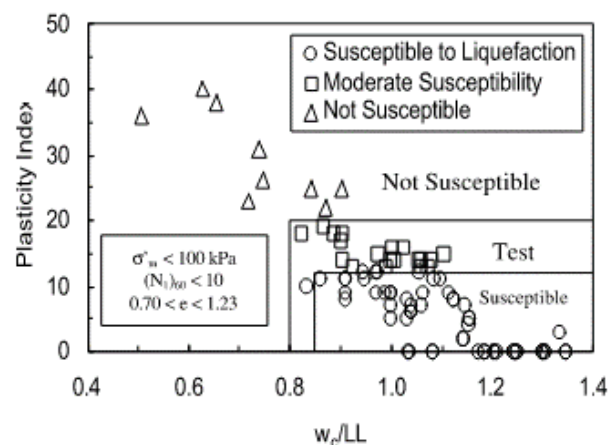 50
40
30
20
10
0
Plasticity Index
○ Susceptible to Liquefaction
□ Moderate Susceptibility
△ Not Susceptible
Not Susceptible
Test
Susceptible
σ'ₘ < 100 kPa
(N₁)₆₀ < 10
0.70 < e < 1.23
0.4 0.6 0.8 1.0 1.2 1.4
w_c/LL